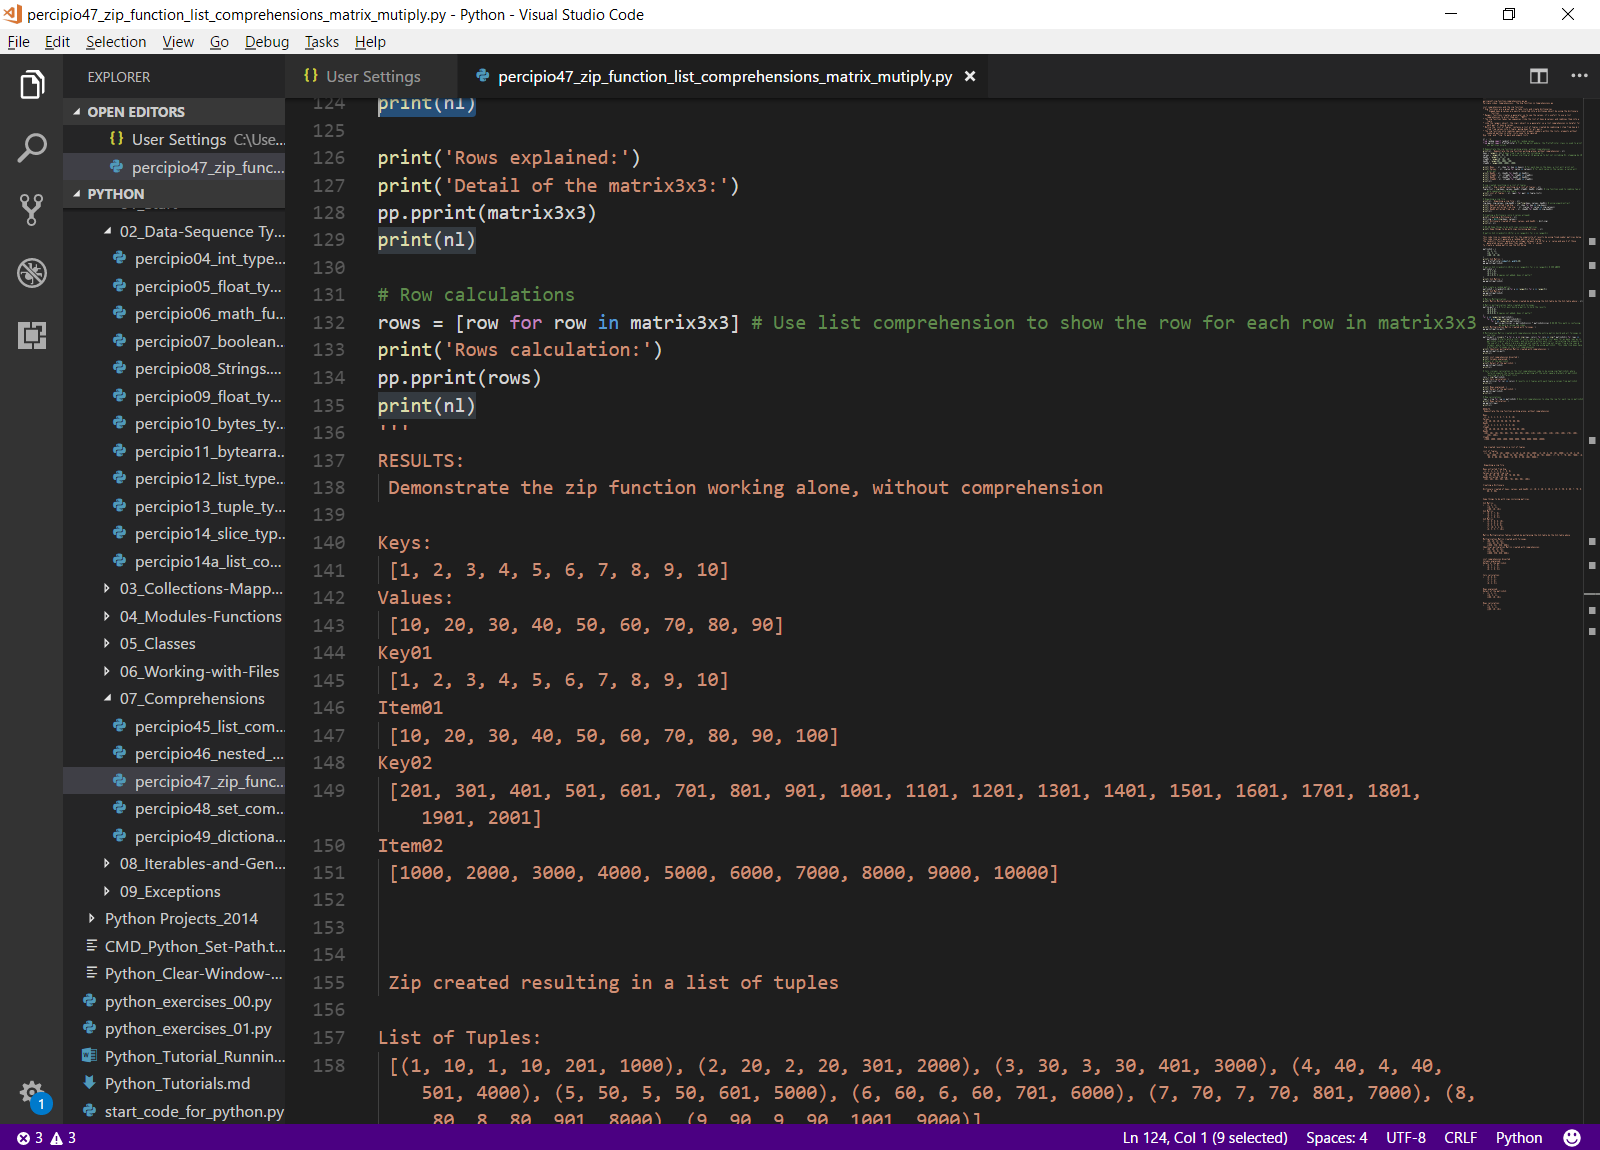 percipio47_zip_function_list_comprehensions_matrix_mutiply.py - Python - Visual Studio Code
File Edit Selection View Go Debug Tasks Help
EXPLORER
OPEN EDITORS
{} User Settings C:\Use...
percipio47_zip_func...
PYTHON
02_Data-Sequence Ty...
percipio04_int_type...
percipio05_float_ty...
percipio06_math_fu...
percipio07_boolean...
percipio08_Strings....
percipio09_float_ty...
percipio10_bytes_ty...
percipio11_bytearra...
percipio12_list_type...
percipio13_tuple_ty...
percipio14_slice_typ...
percipio14a_list_co...
03_Collections-Mapp...
04_Modules-Functions
05_Classes
06_Working-with-Files
07_Comprehensions
percipio45_list_com...
percipio46_nested_...
percipio47_zip_func...
percipio48_set_com...
percipio49_dictiona...
08_Iterables-and-Gen...
09_Exceptions
Python Projects_2014
CMD_Python_Set-Path.t...
Python_Clear-Window-...
python_exercises_00.py
python_exercises_01.py
Python_Tutorial_Runnin...
Python_Tutorials.md
start_code_for_python.py
1
{} User Settings
percipio47_zip_function_list_comprehensions_matrix_mutiply.py
124 print(nl)
125
126 print('Rows explained:')
127 print('Detail of the matrix3x3:')
128 pp.pprint(matrix3x3)
129 print(nl)
130
131 # Row calculations
132 rows = [row for row in matrix3x3] # Use list comprehension to show the row for each row in matrix3x3
133 print('Rows calculation:')
134 pp.pprint(rows)
135 print(nl)
136 '''
137 RESULTS:
138 Demonstrate the zip function working alone, without comprehension
139
140 Keys:
141 [1, 2, 3, 4, 5, 6, 7, 8, 9, 10]
142 Values:
143 [10, 20, 30, 40, 50, 60, 70, 80, 90]
144 Key01
145 [1, 2, 3, 4, 5, 6, 7, 8, 9, 10]
146 Item01
147 [10, 20, 30, 40, 50, 60, 70, 80, 90, 100]
148 Key02
149 [201, 301, 401, 501, 601, 701, 801, 901, 1001, 1101, 1201, 1301, 1401, 1501, 1601, 1701, 1801,
1901, 2001]
150 Item02
151 [1000, 2000, 3000, 4000, 5000, 6000, 7000, 8000, 9000, 10000]
152
153
154
155 Zip created resulting in a list of tuples
156
157 List of Tuples:
158 [(1, 10, 1, 10, 201, 1000), (2, 20, 2, 20, 301, 2000), (3, 30, 3, 30, 401, 3000), (4, 40, 4, 40,
501, 4000), (5, 50, 5, 50, 601, 5000), (6, 60, 6, 60, 701, 6000), (7, 70, 7, 70, 801, 7000), (8,
80, 8, 80, 901, 8000), (9, 90, 9, 90, 1001, 9000)]
3 3
Ln 124, Col 1 (9 selected) Spaces: 4 UTF-8 CRLF Python